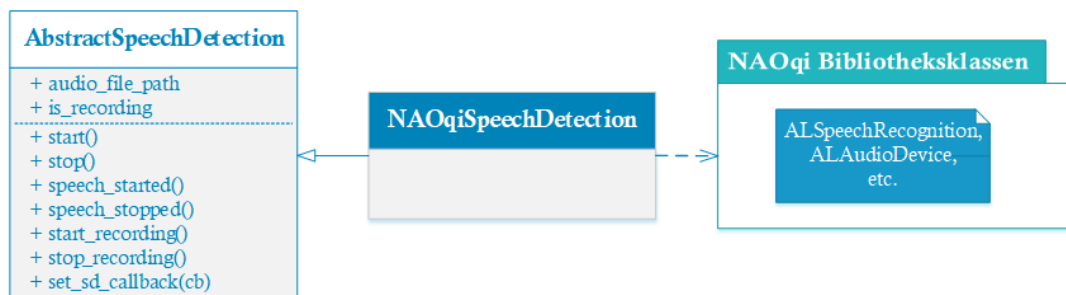 AbstractSpeechDetection
+ audio_file_path
+ is_recording
+ start()
+ stop()
+ speech_started()
+ speech_stopped()
+ start_recording()
+ stop_recording()
+ set_sd_callback(cb)
NAOqiSpeechDetection
NAOqi Bibliotheksklassen
ALSpeechRecognition,
ALAudioDevice,
etc.